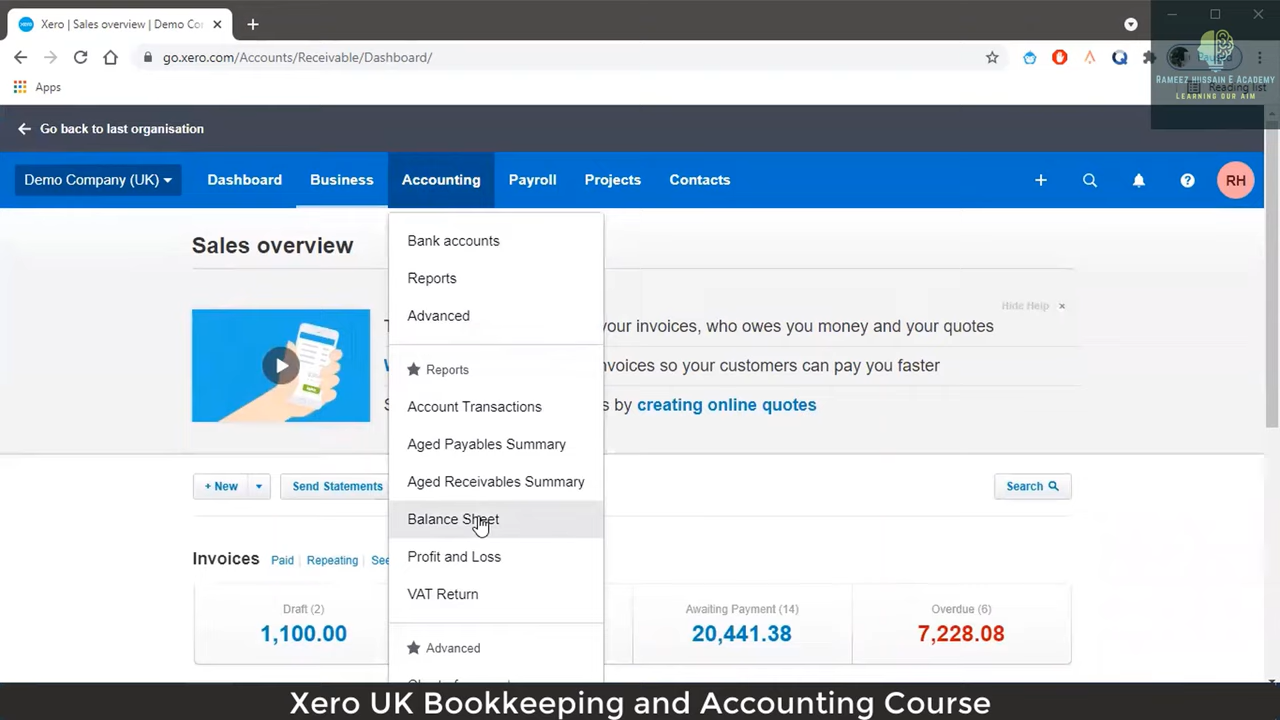 Xero | Sales overview | Demo Co
go.xero.com/Accounts/Receivable/Dashboard/
Apps
Reading list
RAMEEZ HUSSAIN E ACADEMY
LEARNING OUR AIM
Go back to last organisation
Demo Company (UK)
Dashboard
Business
Accounting
Payroll
Projects
Contacts
RH
Sales overview
Bank accounts
Reports
Advanced
Reports
Account Transactions
Aged Payables Summary
Aged Receivables Summary
Balance Sheet
Profit and Loss
VAT Return
Advanced
Hide Help
your invoices, who owes you money and your quotes
nvoices so your customers can pay you faster
s by creating online quotes
+ New
Send Statements
Search
Invoices
Paid
Repeating
See
Draft (2)
1,100.00
Awaiting Payment (14)
20,441.38
Overdue (6)
7,228.08
Xero UK Bookkeeping and Accounting Course